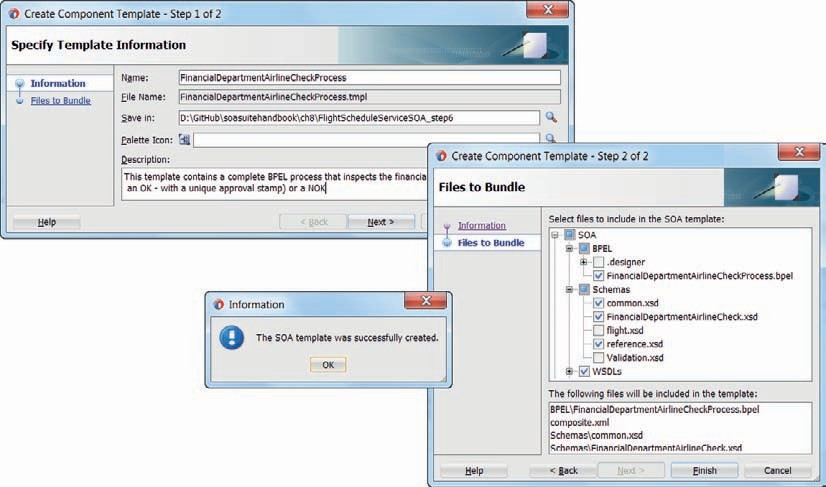 Create Component Template - Step 1 of 2
Specify Template Information
Information
Files to Bundle
Name: FinancialDepartmentAirlineCheckProcess
File Name: FinancialDepartmentAirlineCheckProcess.tmpl
Save in: D:\GitHub\soasuitehandbook\ch8\FlightScheduleServiceSOA_step6
Palette Icon:
Description:
This template contains a complete BPEL process that inspects the financial
an OK - with a unique approval stamp) or a NOK
Help
< Back
Next >
Create Component Template - Step 2 of 2
Files to Bundle
Information
Files to Bundle
Select files to include in the SOA template:
SOA
BPEL
.designer
FinancialDepartmentAirlineCheckProcess.bpel
Schemas
common.xsd
FinancialDepartmentAirlineCheck.xsd
flight.xsd
reference.xsd
Validation.xsd
WSDLs
The following files will be included in the template:
BPEL\FinancialDepartmentAirlineCheckProcess.bpel
composite.xml
Schemas\common.xsd
Schemas\FinancialDepartmentAirlineCheck.xsd
Help
< Back
Next >
Finish
Cancel
Information
The SOA template was successfully created.
OK